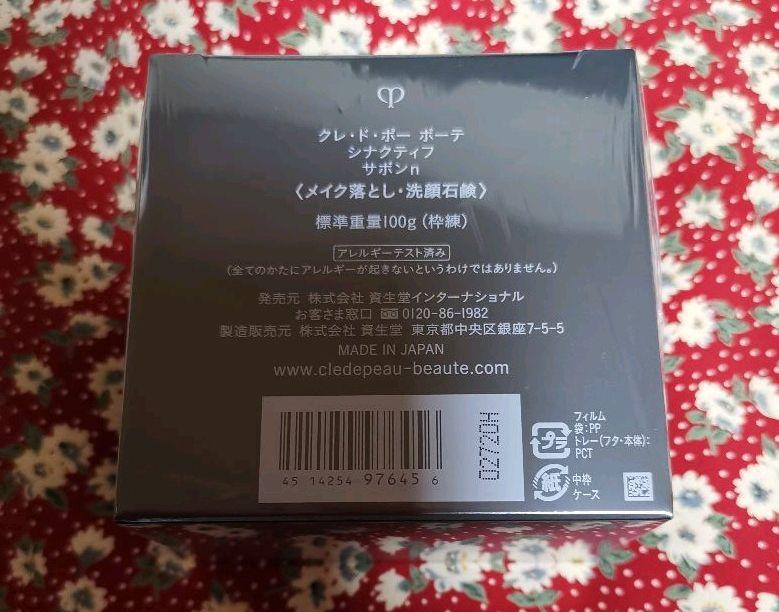 クレ・ド・ポー ボーテ
シナクティフ
サボンn
〈メイク落とし・洗顔石鹸〉
標準重量100g(枠練)
アレルギーテスト済み
(全てのかたにアレルギーが起きないというわけではありません。)
発売元 株式会社 資生堂インターナショナル
お客さま窓口 0120-86-1982
製造販売元 株式会社 資生堂 東京都中央区銀座7-5-5
MADE IN JAPAN
www.cledepeau-beaute.com
45 14254 97645 6
0272DH
プラ
フィルム
袋:PP
トレー(フタ・本体):
PCT
紙
中枠
ケース